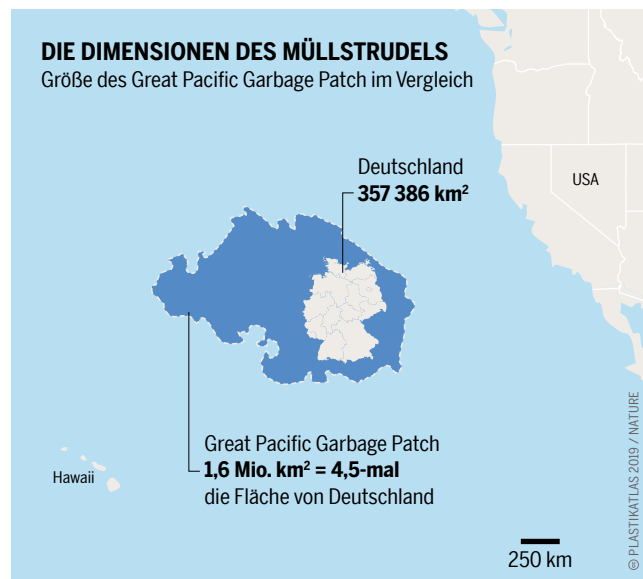 DIE DIMENSIONEN DES MÜLLSTRUDELS
Größe des Great Pacific Garbage Patch im Vergleich
Deutschland
357 386 km²
USA
Great Pacific Garbage Patch
1,6 Mio. km² = 4,5-mal
die Fläche von Deutschland
Hawaii
250 km
© PLASTIKATLAS 2019 / NATURE